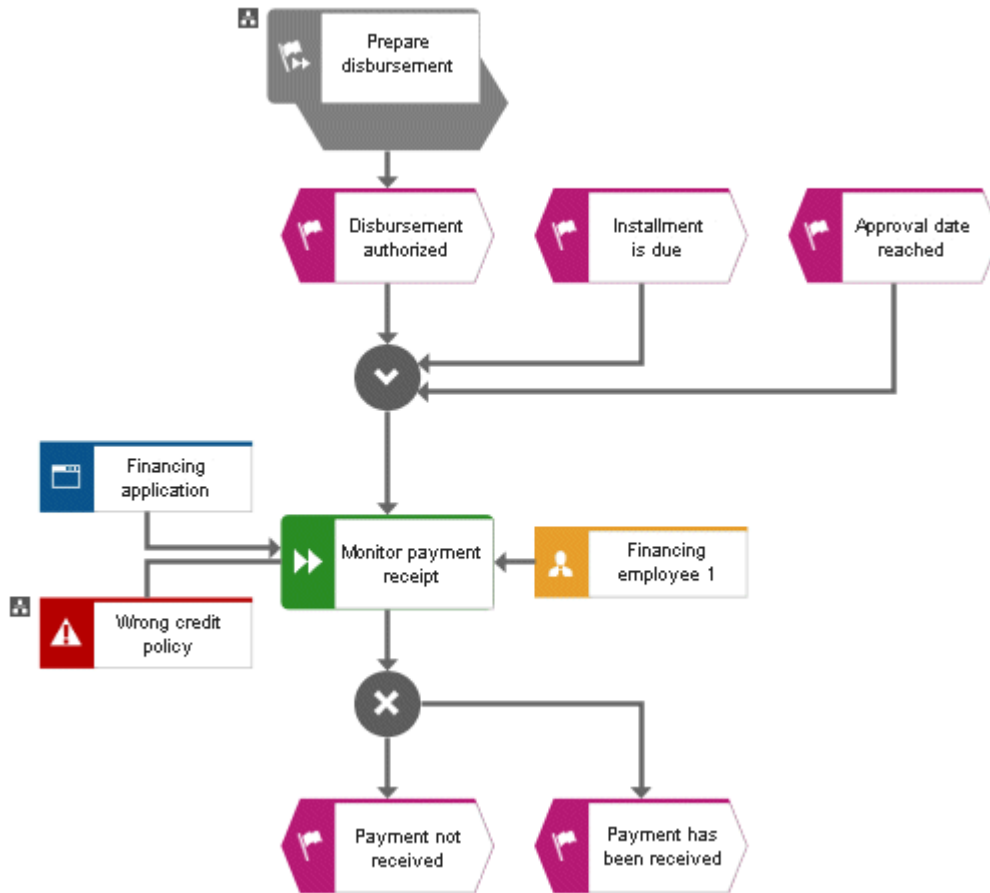 Prepare
disbursement
Disbursement
authorized
Installment
is due
Approval date
reached
Financing
application
Monitor payment
receipt
Financing
employee 1
Wrong credit
policy
Payment not
received
Payment has
been received